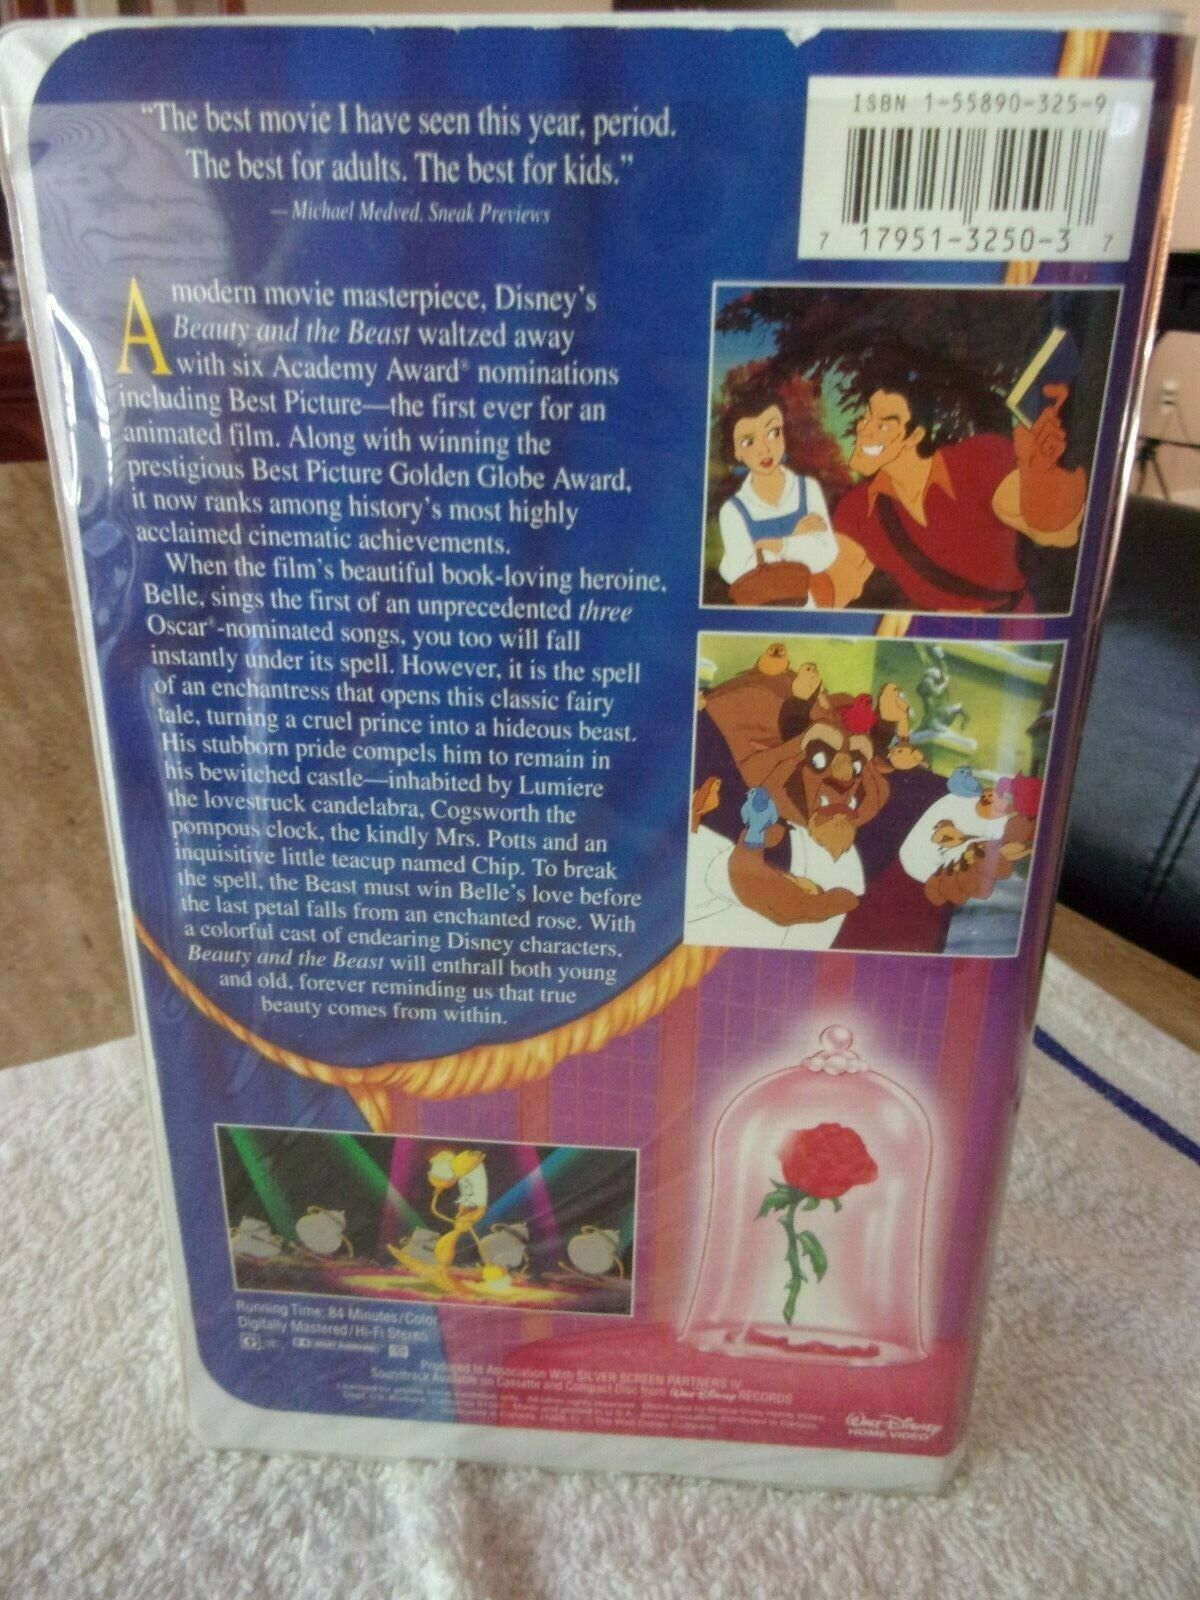 "The best movie I have seen this year, period.
The best for adults. The best for kids."
—Michael Medved, Sneak Previews
ISBN 1-55890-325-9
7 17951-3250-3 7
A modern movie masterpiece, Disney's
Beauty and the Beast waltzed away
with six Academy Award® nominations
including Best Picture—the first ever for an
animated film. Along with winning the
prestigious Best Picture Golden Globe Award,
it now ranks among history's most highly
acclaimed cinematic achievements.
When the film's beautiful book-loving heroine,
Belle, sings the first of an unprecedented three
Oscar®-nominated songs, you too will fall
instantly under its spell. However, it is the spell
of an enchantress that opens this classic fairy
tale, turning a cruel prince into a hideous beast.
His stubborn pride compels him to remain in
his bewitched castle—inhabited by Lumiere
the lovestruck candelabra, Cogsworth the
pompous clock, the kindly Mrs. Potts and an
inquisitive little teacup named Chip. To break
the spell, the Beast must win Belle's love before
the last petal falls from an enchanted rose. With
a colorful cast of endearing Disney characters,
Beauty and the Beast will enthrall both young
and old, forever reminding us that true
beauty comes from within.
Running Time: 84 Minutes/Color
Digitally Mastered/Hi-Fi Stereo
Produced In Association With SILVER SCREEN PARTNERS IV
Soundtrack Available on Cassette and Compact Disc from Walt Disney RECORDS
Walt Disney
HOME VIDEO